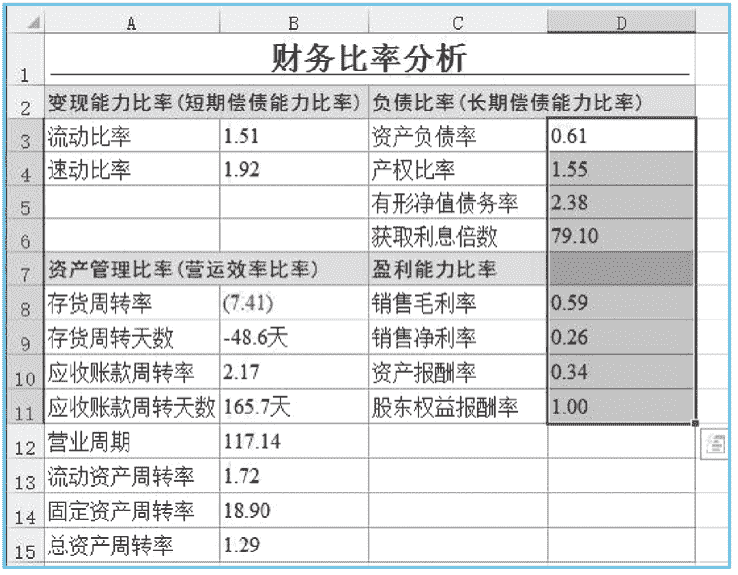 A B C D
1 财务比率分析
2 变现能力比率(短期偿债能力比率) 负债比率(长期偿债能力比率)
3 流动比率 1.51 资产负债率 0.61
4 速动比率 1.92 产权比率 1.55
5 有形净值债务率 2.38
6 获取利息倍数 79.10
7 资产管理比率(营运效率比率) 盈利能力比率
8 存货周转率 (7.41) 销售毛利率 0.59
9 存货周转天数 -48.6天 销售净利率 0.26
10 应收账款周转率 2.17 资产报酬率 0.34
11 应收账款周转天数 165.7天 股东权益报酬率 1.00
12 营业周期 117.14
13 流动资产周转率 1.72
14 固定资产周转率 18.90
15 总资产周转率 1.29